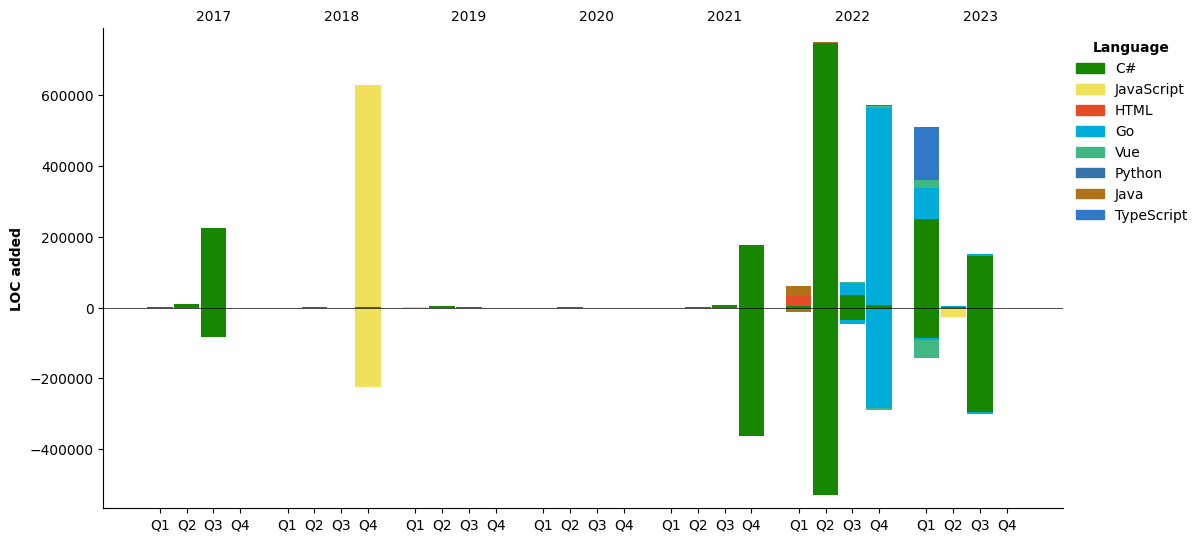 2017 2018 2019 2020 2021 2022 2023
LOC added
600000
400000
200000
0
−200000
−400000
Q1 Q2 Q3 Q4 Q1 Q2 Q3 Q4 Q1 Q2 Q3 Q4 Q1 Q2 Q3 Q4 Q1 Q2 Q3 Q4 Q1 Q2 Q3 Q4 Q1 Q2 Q3 Q4
Language
C#
JavaScript
HTML
Go
Vue
Python
Java
TypeScript